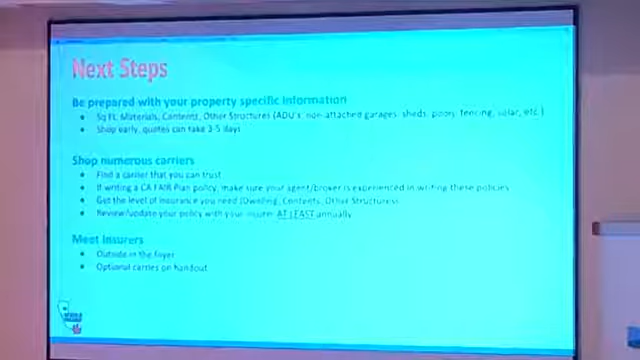 Next Steps
Be prepared with your property specific information
• Sq Ft, Materials, Contents, Other Structures (ADU's, non-attached garages, sheds, pools, fencing, solar, etc.)
• Shop early, quotes can take 3-5 days
Shop numerous carriers
• Find a carrier that you can trust
• If writing a CA FAIR Plan policy, make sure your agent/broker is experienced in writing these policies
• Get the level of insurance you need (Dwelling, Contents, Other Structures)
• Review/update your policy with your insurer AT LEAST annually
Meet Insurers
• Outside in the foyer
• Optional carries on handout